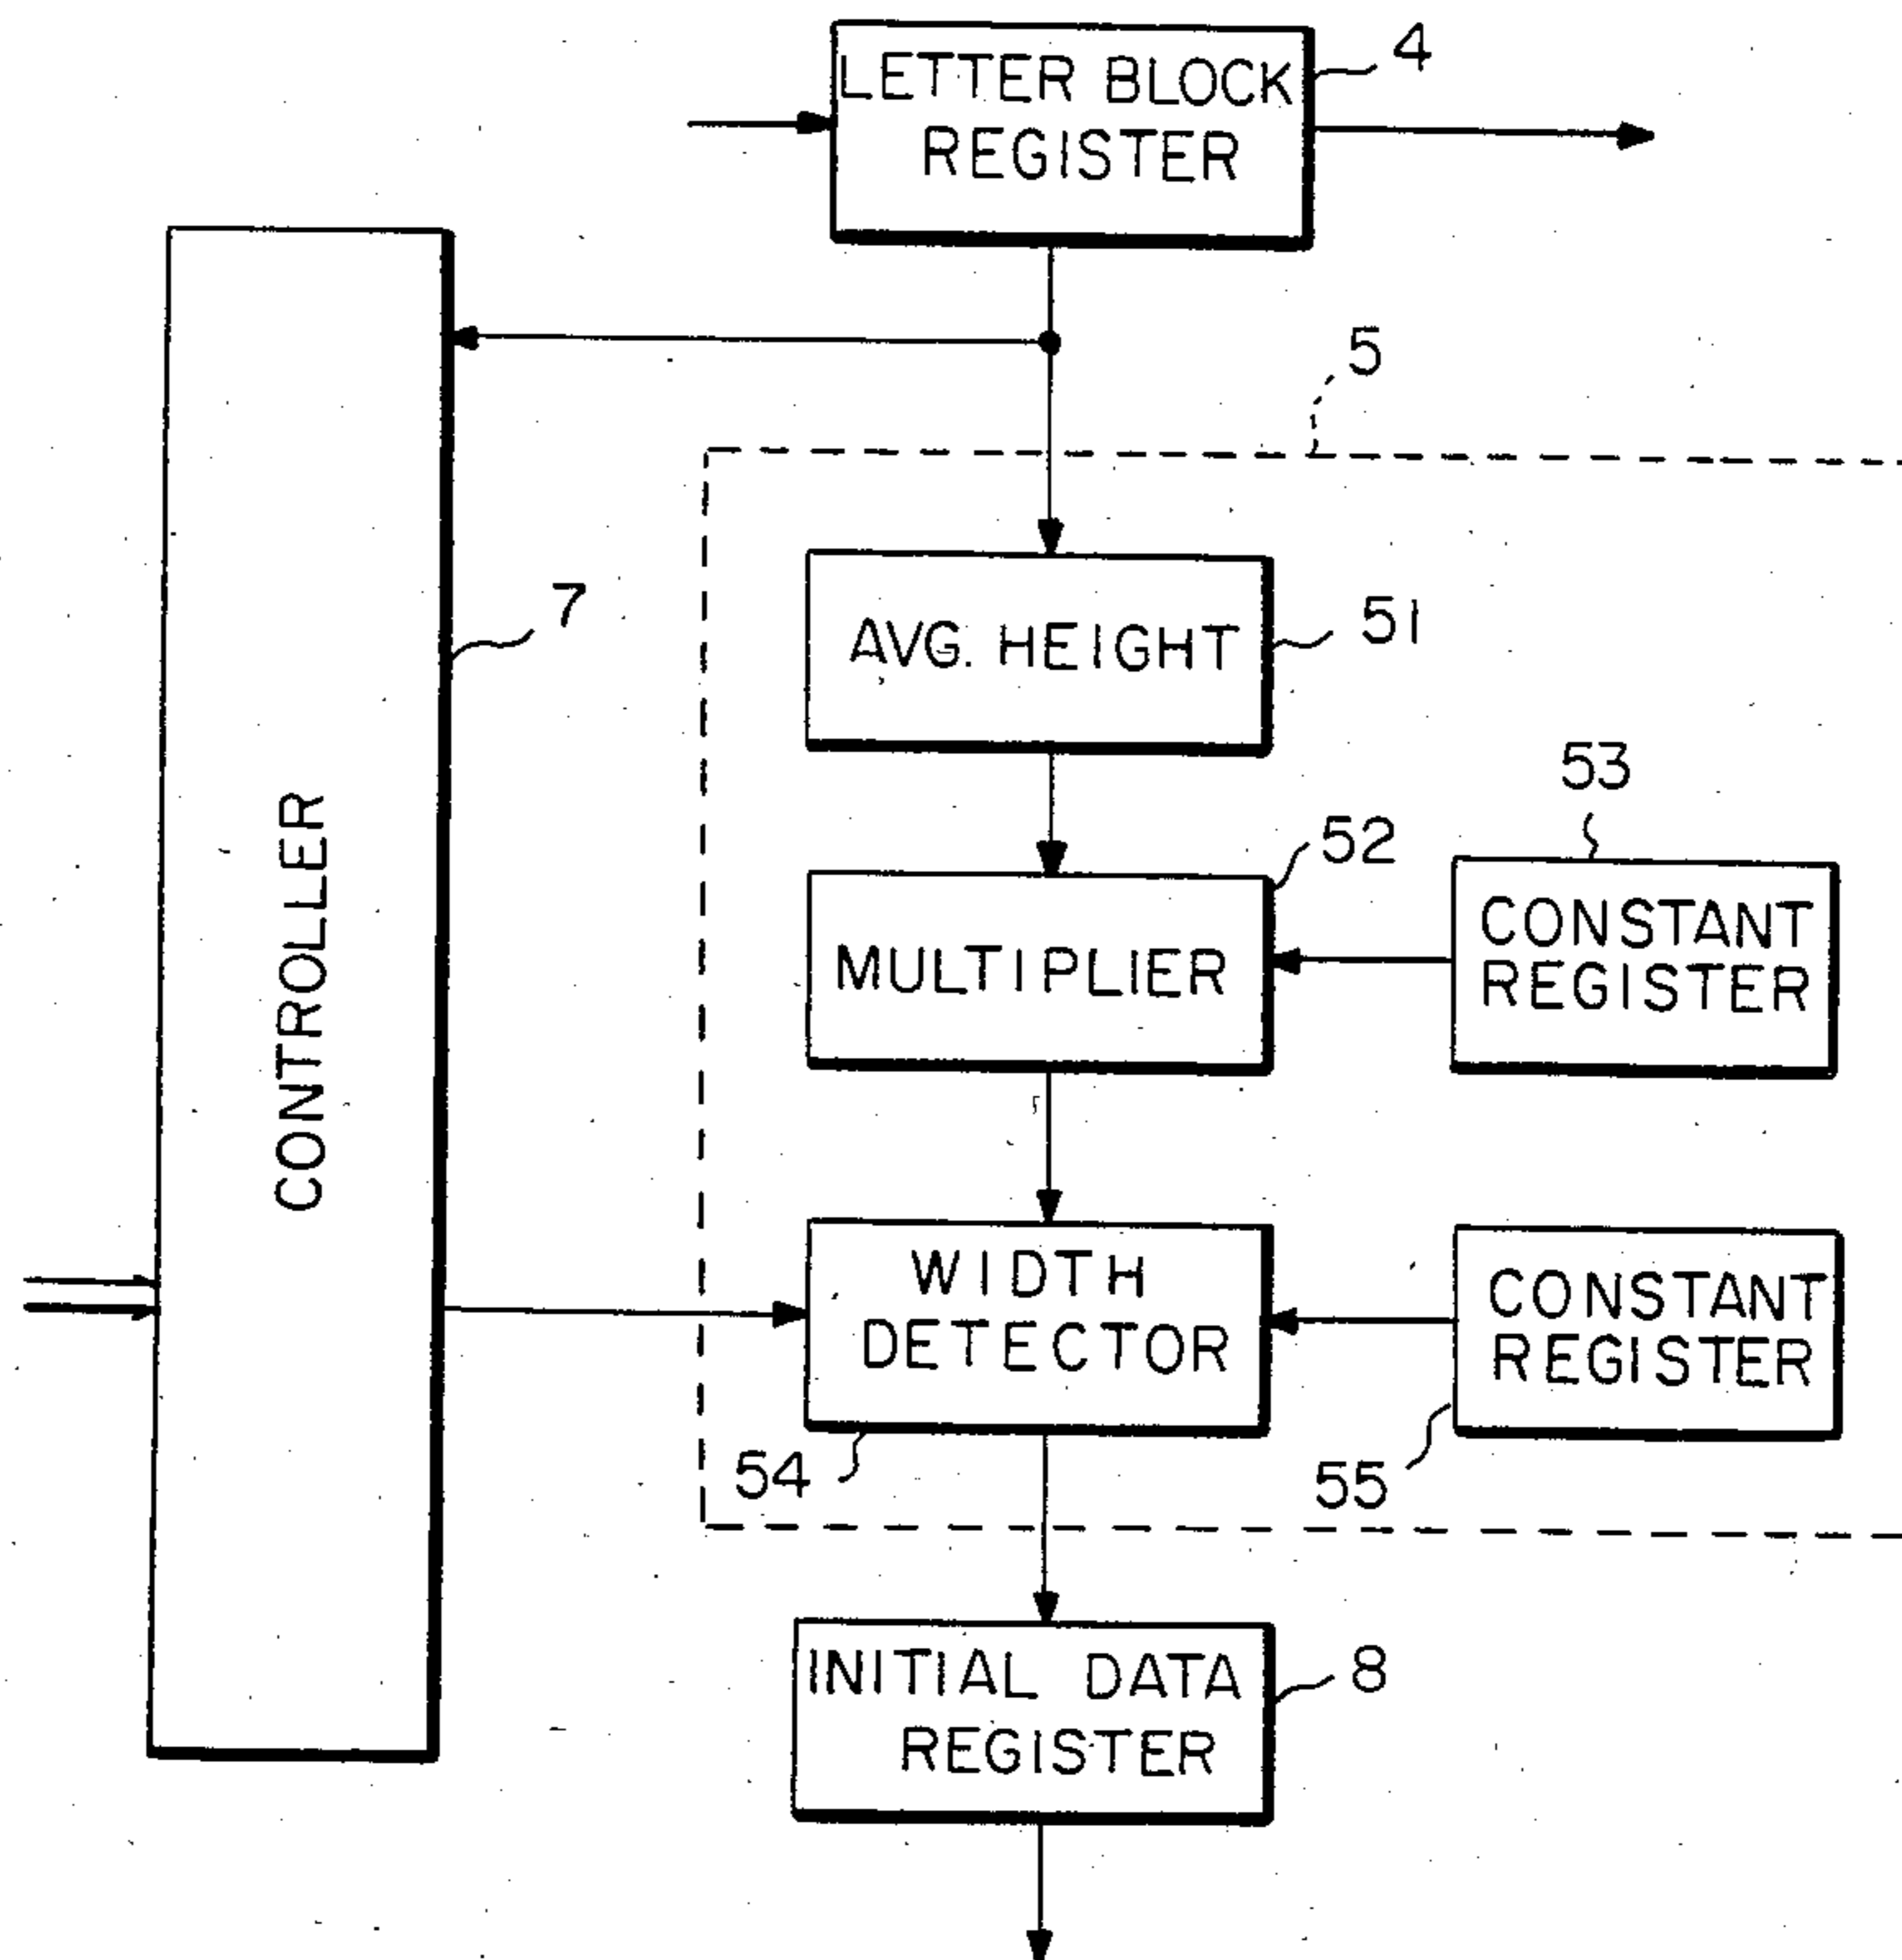 LETTER BLOCK
REGISTER
4
5
7
AVG. HEIGHT
51
53
52
CONTROLLER
MULTIPLIER
CONSTANT
REGISTER
WIDTH
DETECTOR
CONSTANT
REGISTER
54
55
INITIAL DATA
REGISTER
8